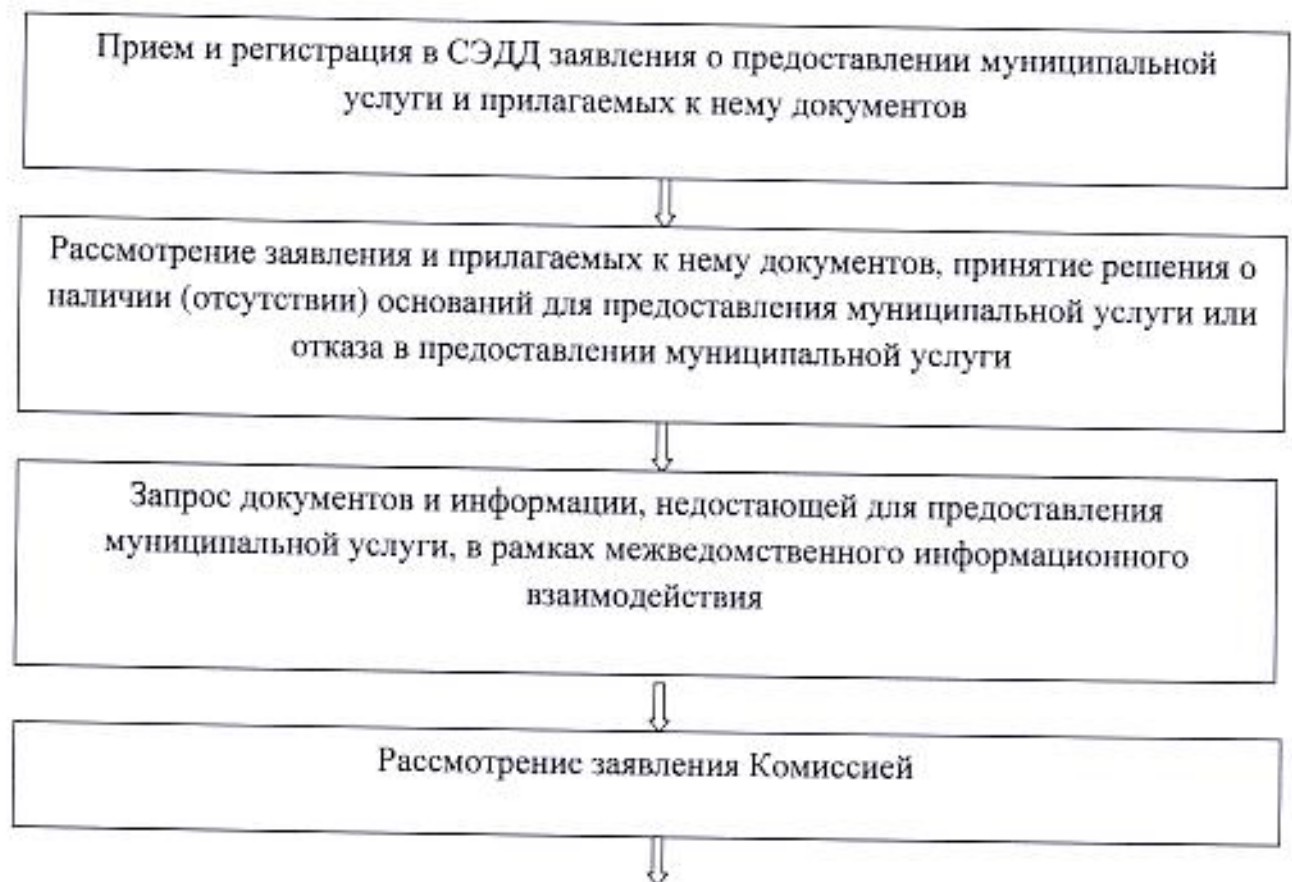 Прием и регистрация в СЭДД заявления о предоставлении муниципальной
услуги и прилагаемых к нему документов
Рассмотрение заявления и прилагаемых к нему документов, принятие решения о
наличии (отсутствии) оснований для предоставления муниципальной услуги или
отказа в предоставлении муниципальной услуги
Запрос документов и информации, недостающей для предоставления
муниципальной услуги, в рамках межведомственного информационного
взаимодействия
Рассмотрение заявления Комиссией